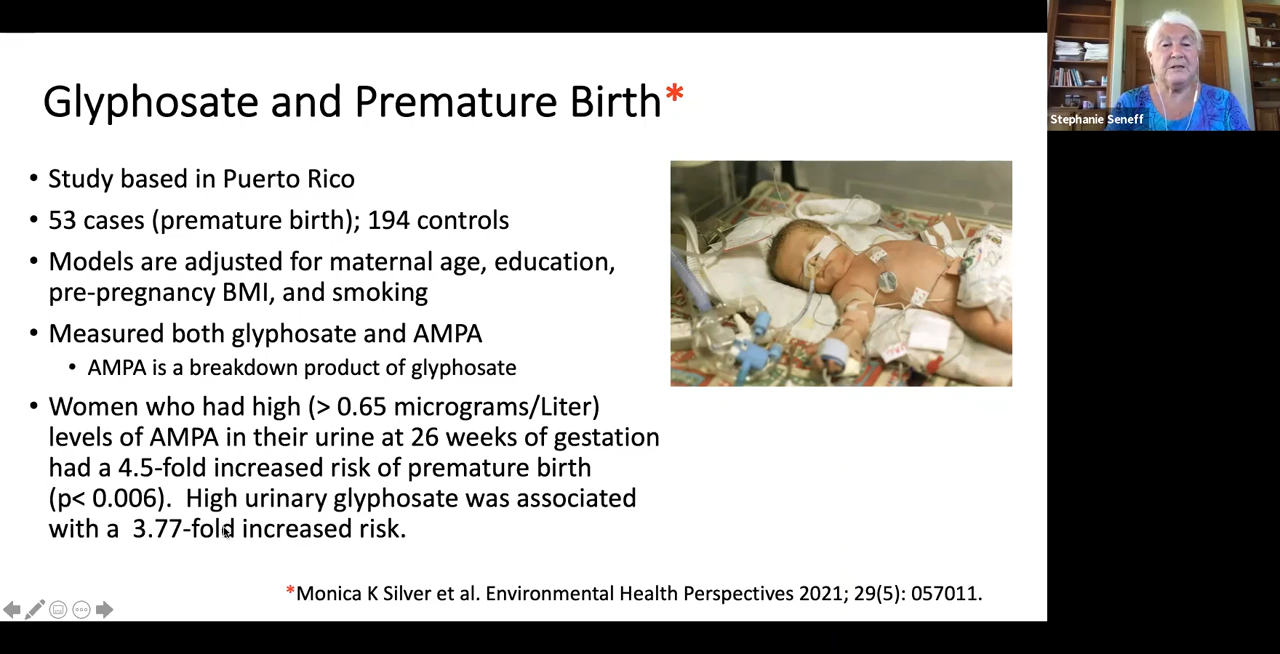 Glyphosate and Premature Birth*
Stephanie Seneff
• Study based in Puerto Rico
• 53 cases (premature birth); 194 controls
• Models are adjusted for maternal age, education,
pre-pregnancy BMI, and smoking
• Measured both glyphosate and AMPA
• AMPA is a breakdown product of glyphosate
• Women who had high (> 0.65 micrograms/Liter)
levels of AMPA in their urine at 26 weeks of gestation
had a 4.5-fold increased risk of premature birth
(p< 0.006).  High urinary glyphosate was associated
with a  3.77-fold increased risk.
*Monica K Silver et al. Environmental Health Perspectives 2021; 29(5): 057011.